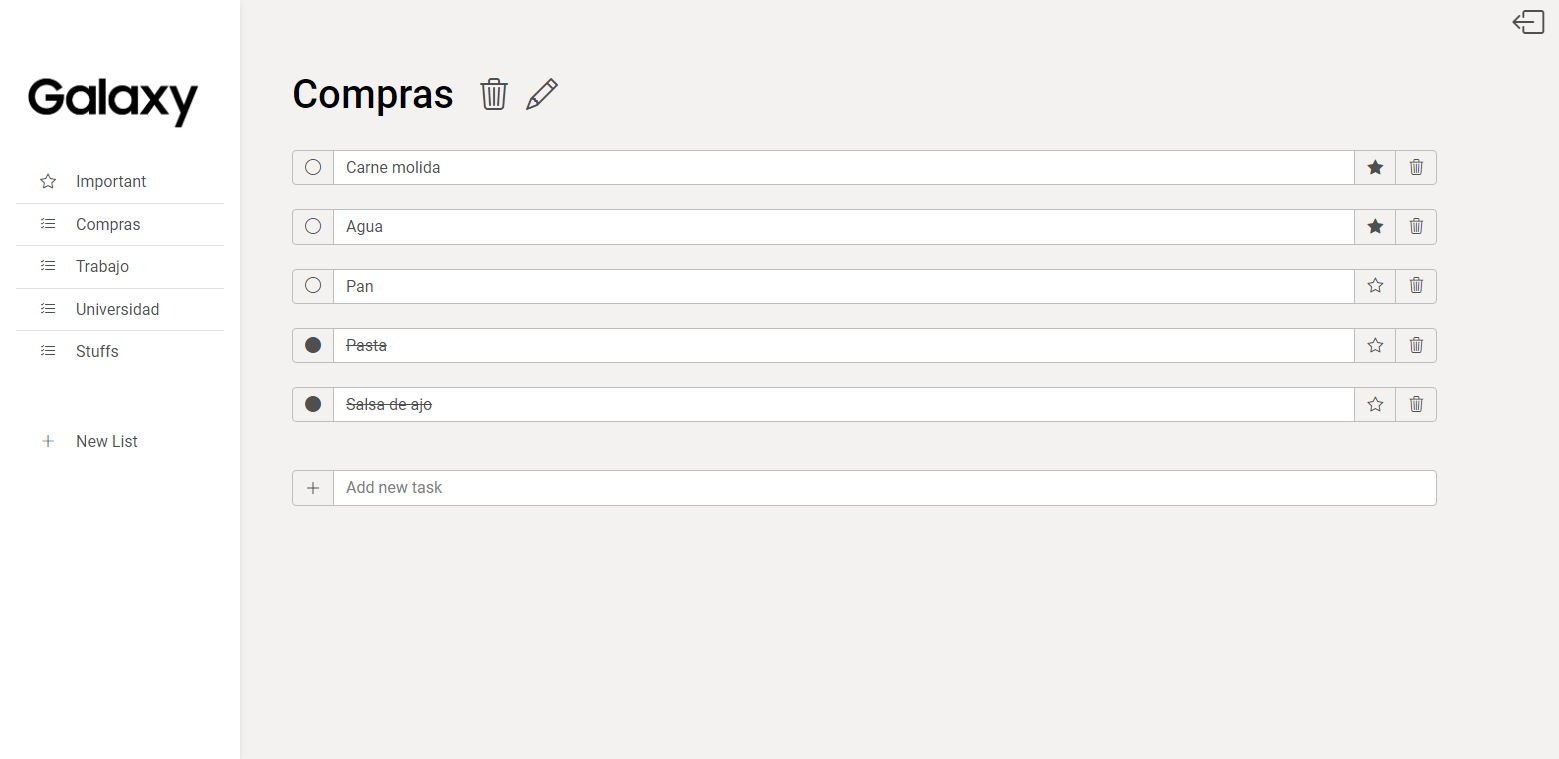 Galaxy
Important
Compras
Trabajo
Universidad
Stuffs
New List
Compras
Carne molida
Agua
Pan
Pasta
Salsa de ajo
Add new task